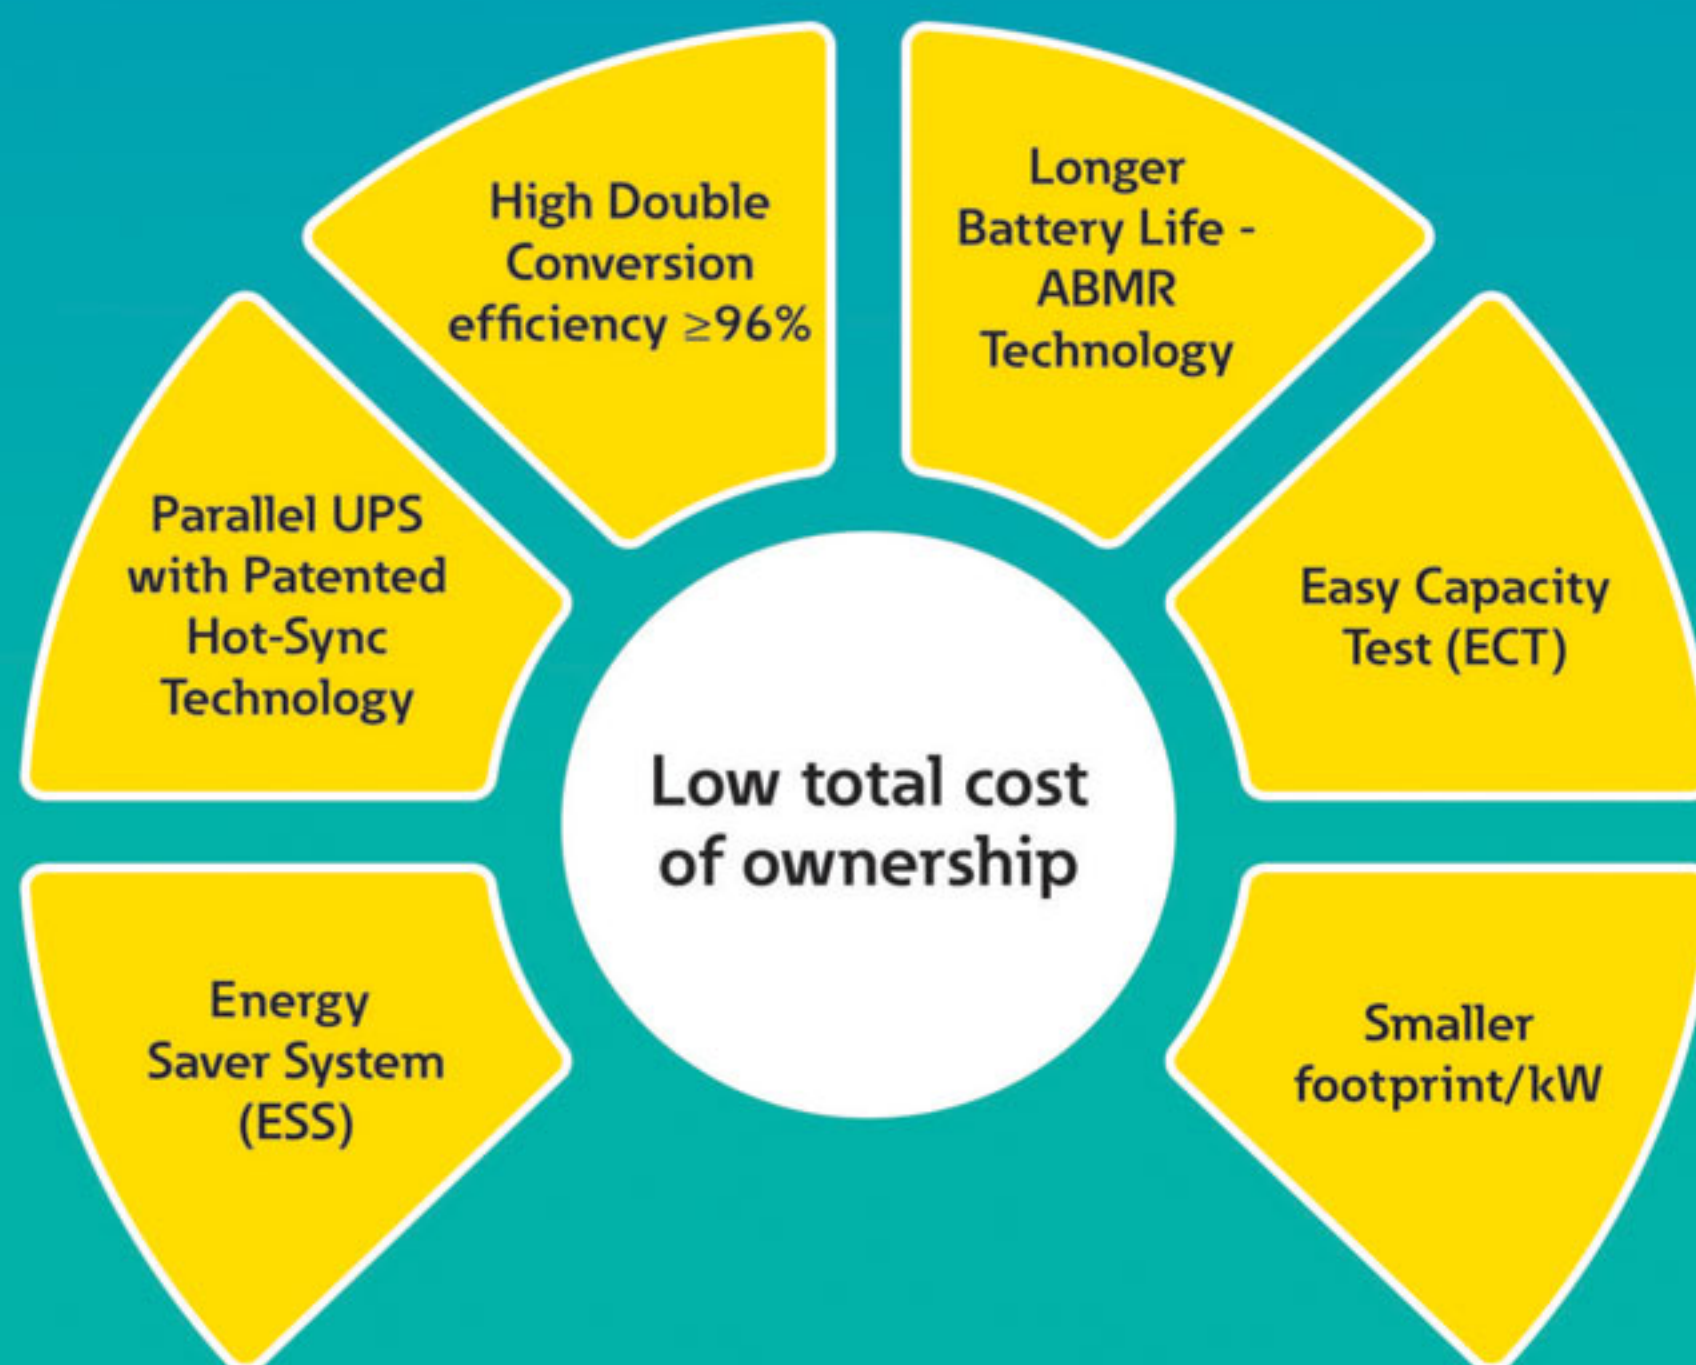 High Double
Conversion
efficiency ≥96%
Longer
Battery Life -
ABMR
Technology
Parallel UPS
with Patented
Hot-Sync
Technology
Easy Capacity
Test (ECT)
Low total cost
of ownership
Energy
Saver System
(ESS)
Smaller
footprint/kW